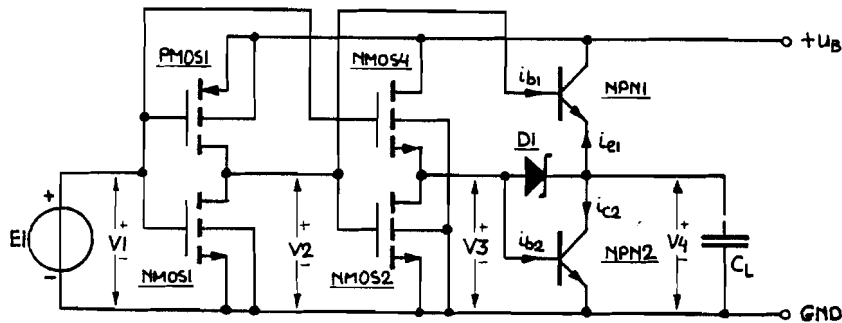 PMOS1
NMOS4
+UB
ib1
NPN1
D1
ie1
E1
+
-
+
V1
-
+
V2
-
+
V3
-
ib2
ic2
+
V4
-
CL
NMOS1
NMOS2
NPN2
GND